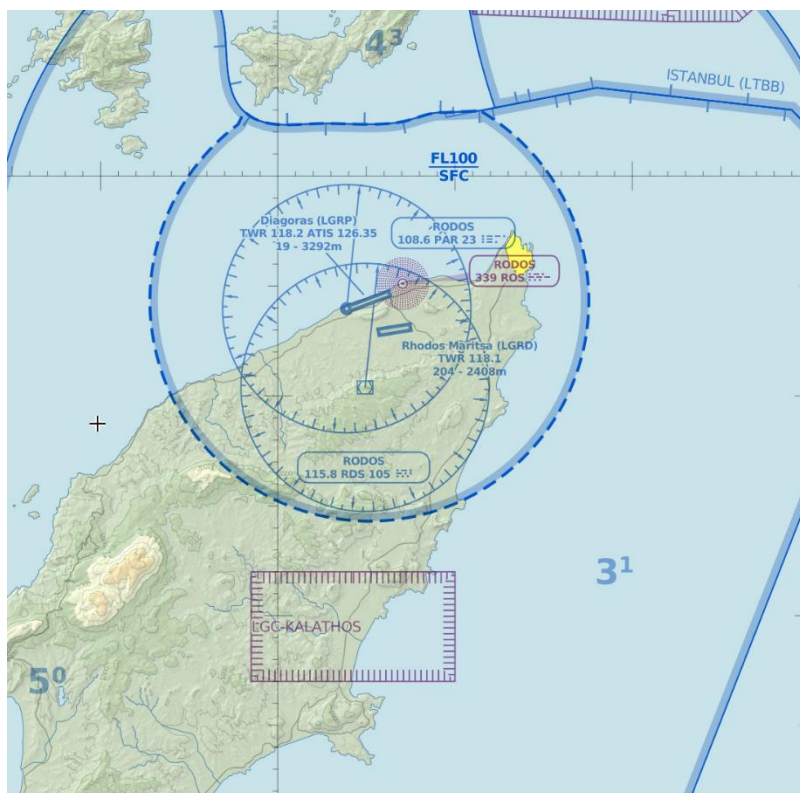 4³
ISTANBUL (LTBB)
FL100
SFC
Diagoras (LGRP)
TWR 118.2 ATIS 126.35
19 - 3292m
RODOS
108.6 PAR 23
RODOS
339 ROS
Rhodos Maritsa (LGRD)
TWR 118.1
204 - 2408m
RODOS
115.8 RDS 105
3¹
LGC-KALATHOS
5⁰